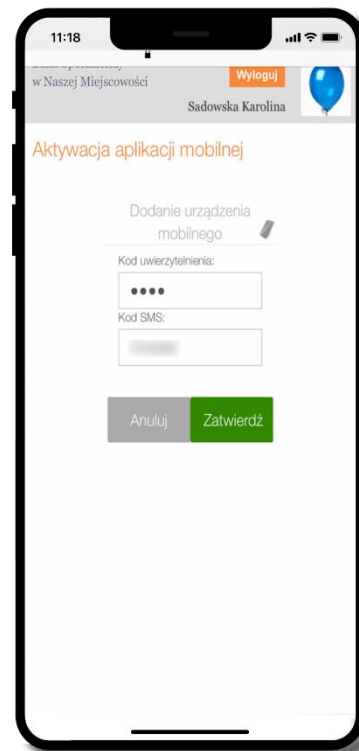 11:18
w Naszej Miejscowości
Wyloguj
Sadowska Karolina
Aktywacja aplikacji mobilnej
Dodanie urządzenia
mobilnego
Kod uwierzytelnienia:
••••
Kod SMS:
Anuluj
Zatwierdź